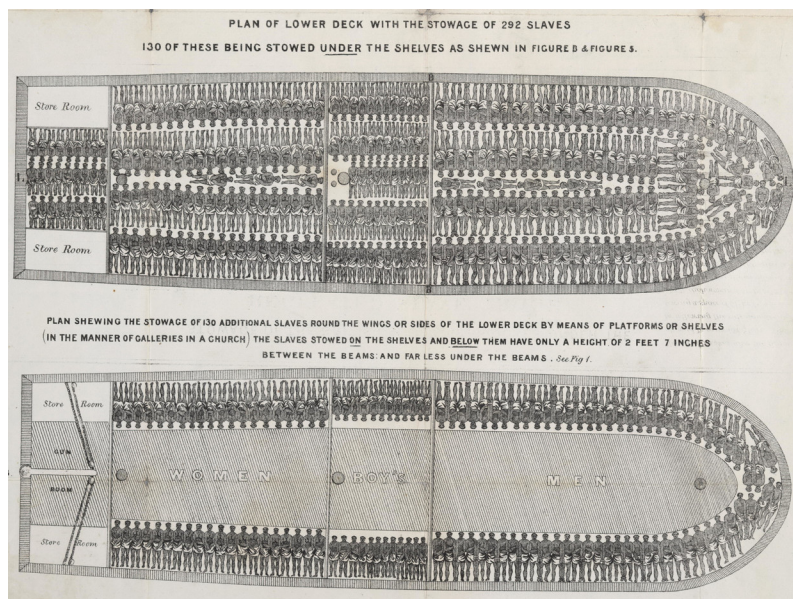 PLAN OF LOWER DECK WITH THE STOWAGE OF 292 SLAVES
130 OF THESE BEING STOWED UNDER THE SHELVES AS SHEWN IN FIGURE B & FIGURE 5.
B
Store Room
1.
1.
Store Room
B
PLAN SHEWING THE STOWAGE OF 130 ADDITIONAL SLAVES ROUND THE WINGS OR SIDES OF THE LOWER DECK BY MEANS OF PLATFORMS OR SHELVES
(IN THE MANNER OF GALLERIES IN A CHURCH) THE SLAVES STOWED ON THE SHELVES AND BELOW THEM HAVE ONLY A HEIGHT OF 2 FEET 7 INCHES
BETWEEN THE BEAMS: AND FAR LESS UNDER THE BEAMS. See Fig 1.
Store Room
GUN
ROOM
WOMEN BOY'S MEN
Store Room